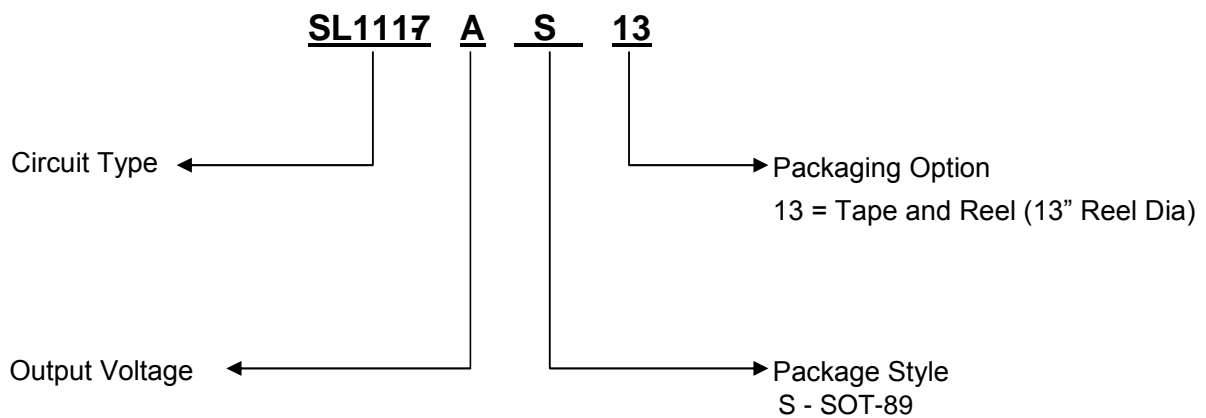 SL1117- A S 13
Circuit Type
Packaging Option
13 = Tape and Reel (13” Reel Dia)
Output Voltage
Package Style
S - SOT-89